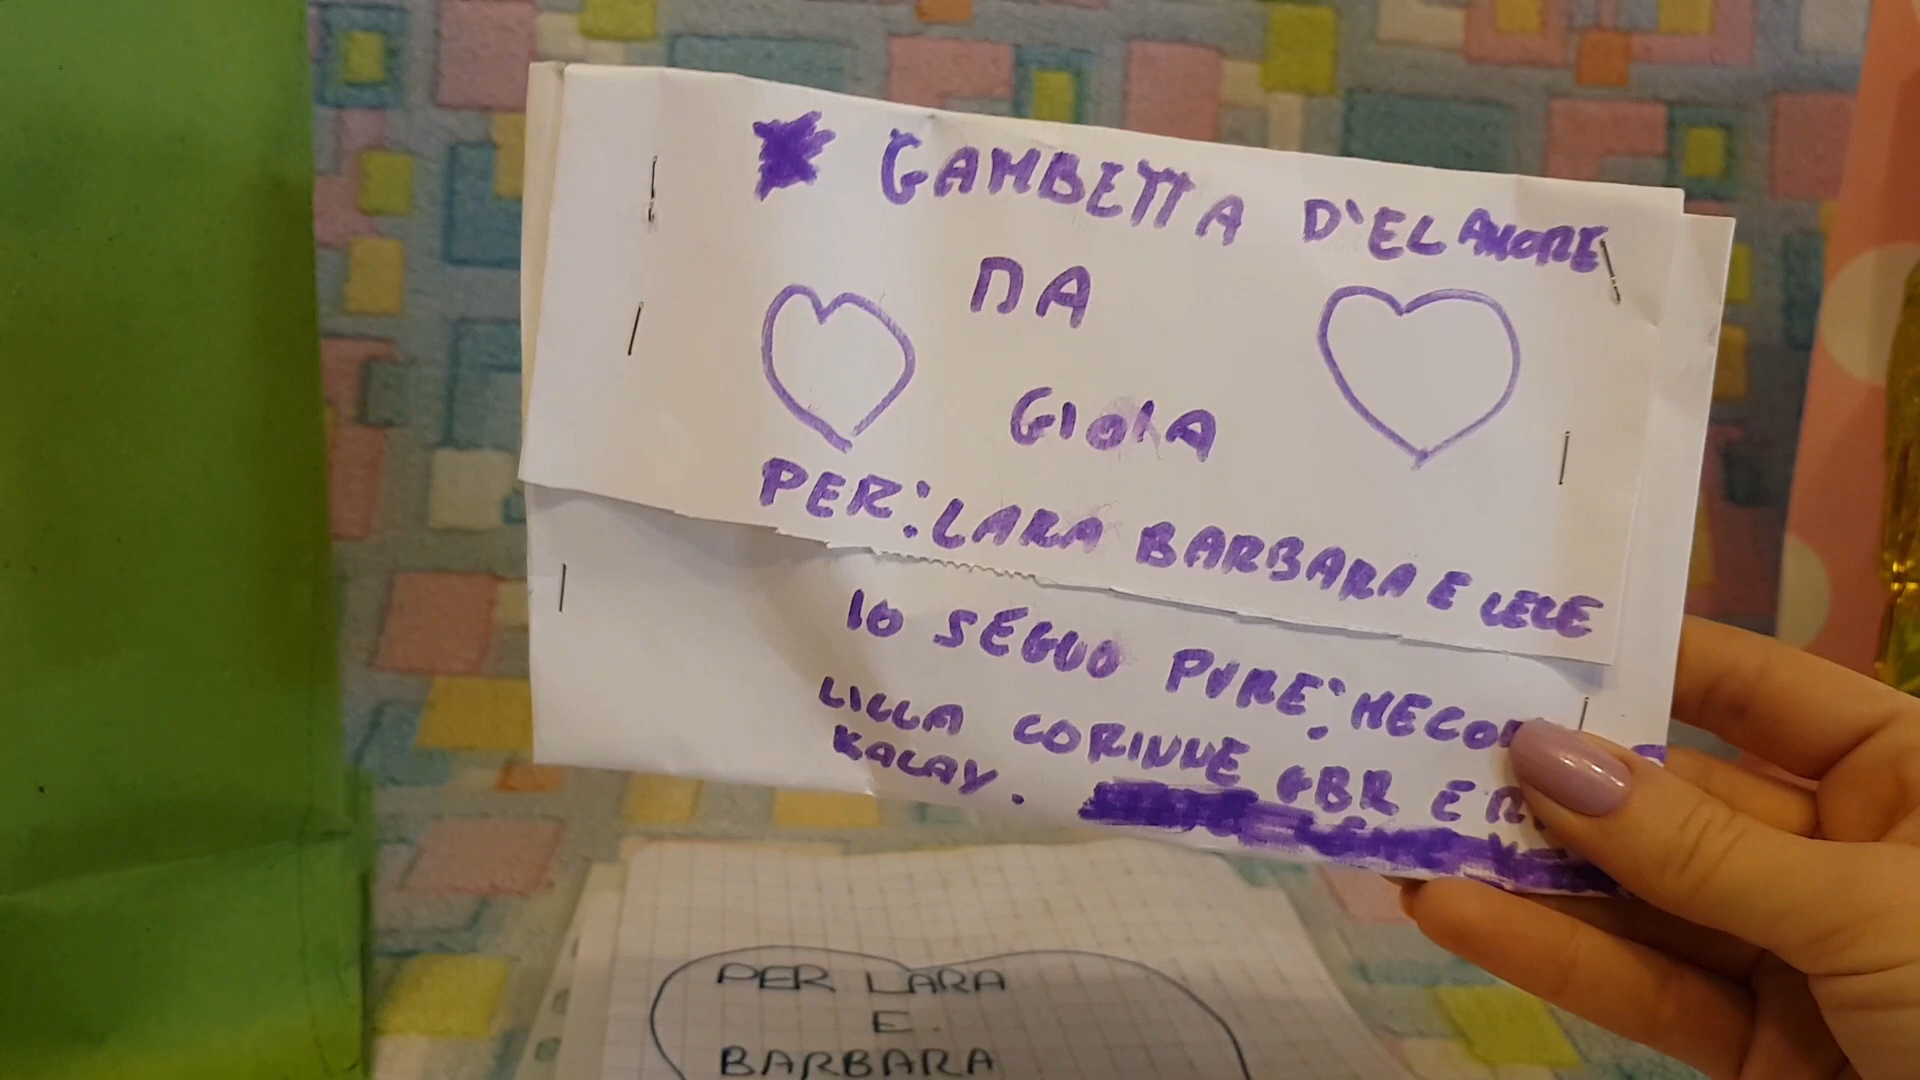 GAMBETTA D'EL AMORE
DA
GIOIA
PER: LARA BARBARA E LELE
IO SEGUO PURE: MECO
LILLA CORINNE GBR E
KALAY.
PER LARA
E.
BARBARA